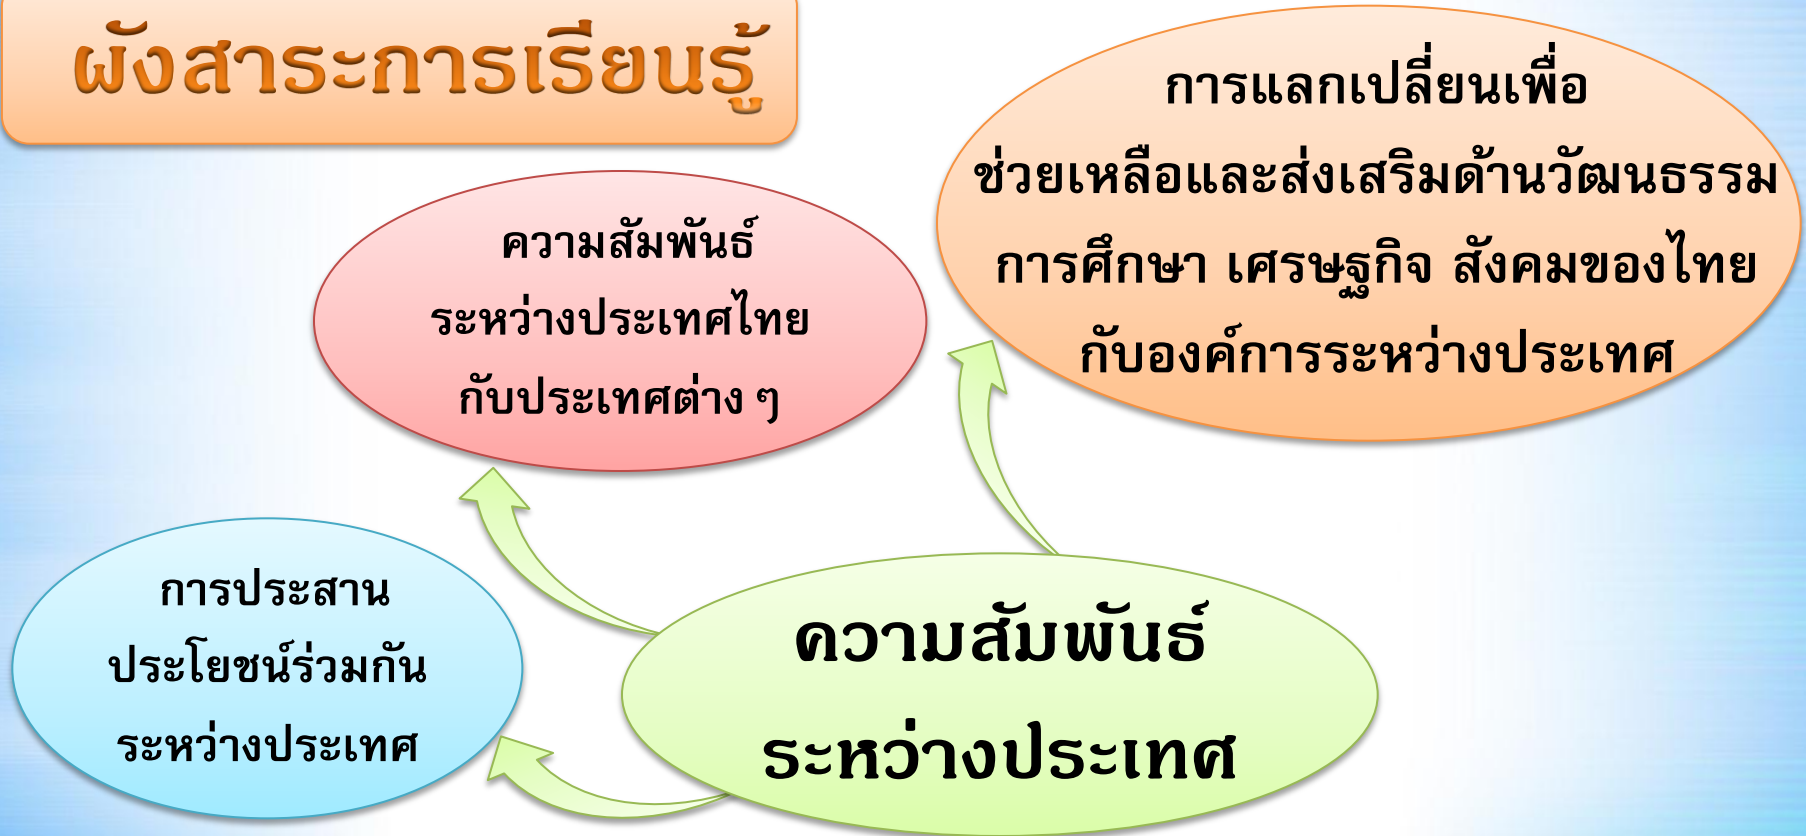 ผังสาระการเรียนรู้
การแลกเปลี่ยนเพื่อ
ช่วยเหลือและส่งเสริมด้านวัฒนธรรม
การศึกษา เศรษฐกิจ สังคมของไทย
กับองค์การระหว่างประเทศ
ความสัมพันธ์
ระหว่างประเทศไทย
กับประเทศต่าง ๆ
การประสาน
ประโยชน์ร่วมกัน
ระหว่างประเทศ
ความสัมพันธ์
ระหว่างประเทศ